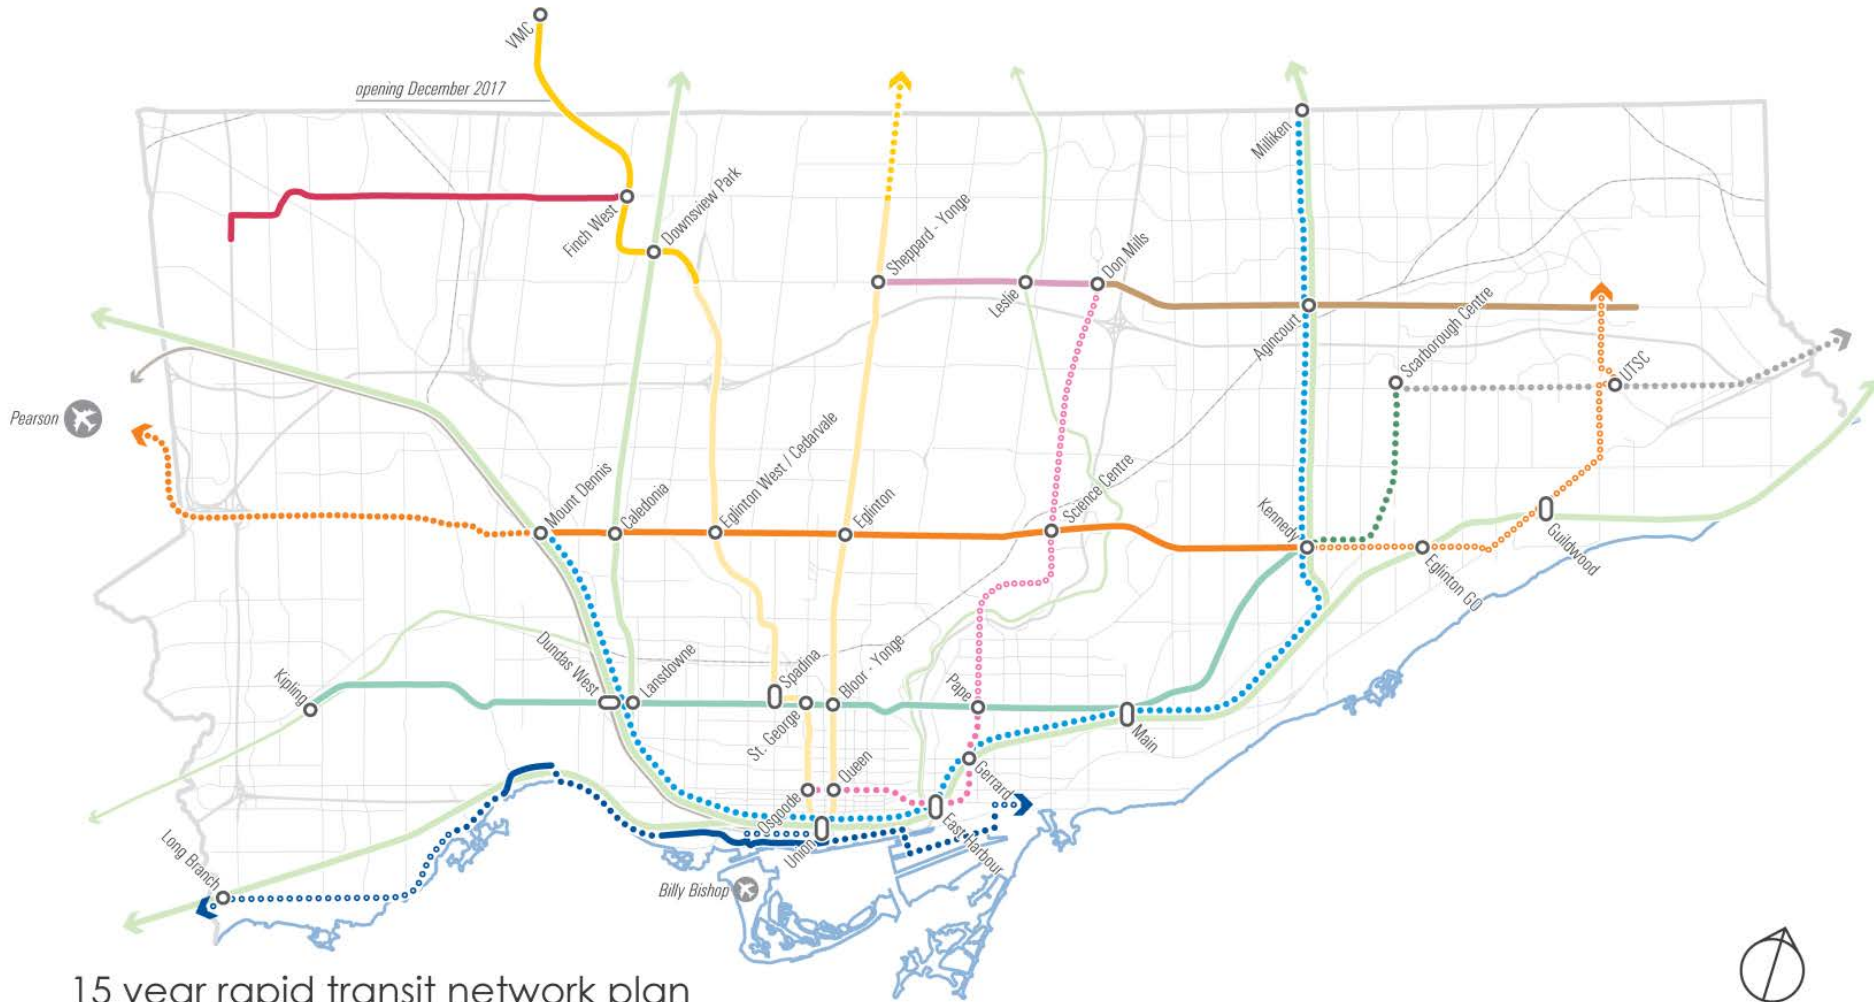 VMC
opening December 2017
Milliken
Finch West
Downsview Park
Sheppard - Yonge
Leslie
Don Mills
Agincourt
Scarborough Centre
UTSC
Pearson
Mount Dennis
Caledonia
Eglinton West / Cedarvale
Eglinton
Science Centre
Kennedy
Eglinton GO
Guildwood
Kipling
Dundas West
Lansdowne
Spadina
St. George
Bloor - Yonge
Pape
Main
Gerrard
Osgoode
Queen
Union
East Harbour
Long Branch
Billy Bishop
15 year rapid transit network plan